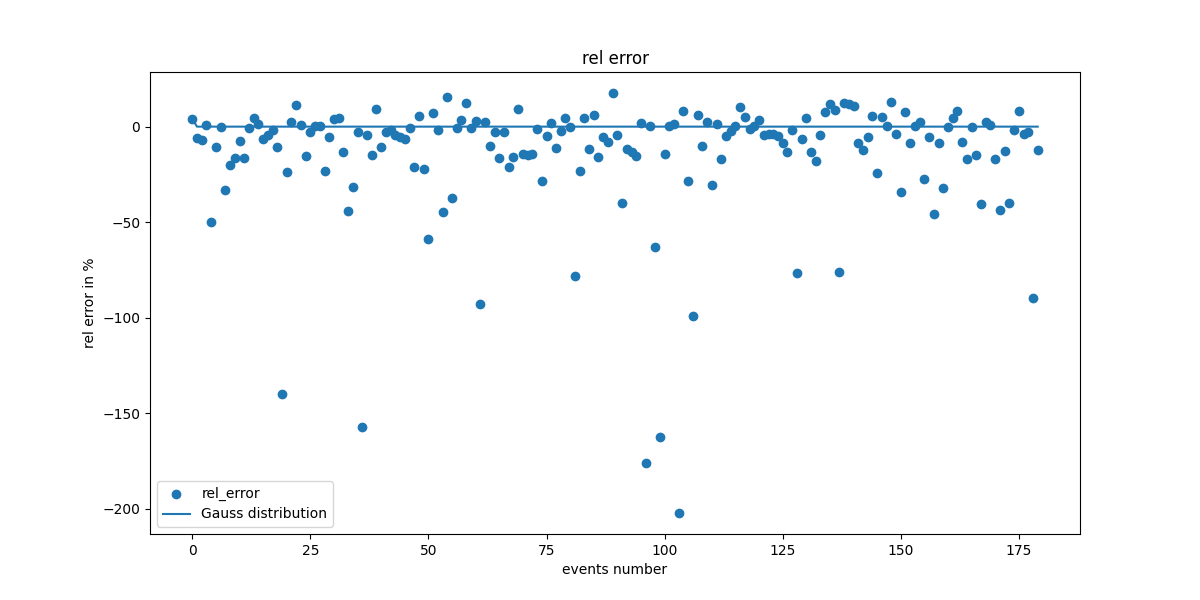 rel error
rel error in %
0
−50
−100
−150
−200
rel_error
Gauss distribution
0 25 50 75 100 125 150 175
events number